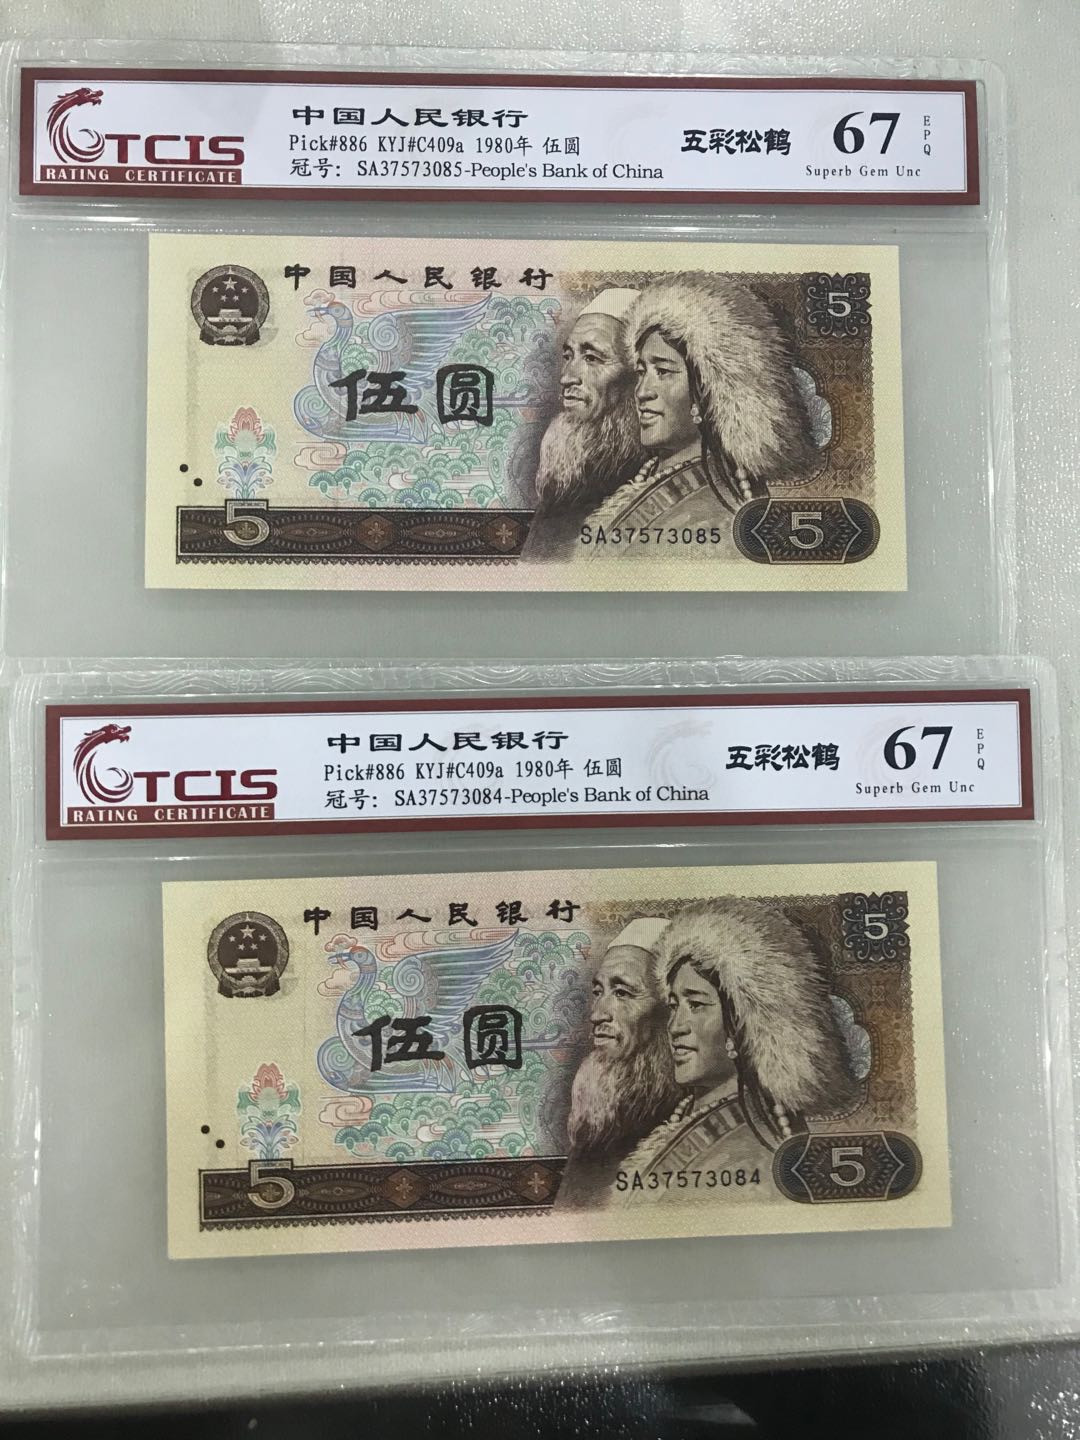 TCIS
RATING CERTIFICATE
中国人民银行
Pick#886 KYJ#C409a 1980年 伍圆
冠号: SA37573085-People's Bank of China
五彩松鹤
67
EPQ
Superb Gem Unc
中国人民银行
5
伍圆
5
SA37573085
5
TCIS
RATING CERTIFICATE
中国人民银行
Pick#886 KYJ#C409a 1980年 伍圆
冠号: SA37573084-People's Bank of China
五彩松鹤
67
EPQ
Superb Gem Unc
中国人民银行
5
伍圆
5
SA37573084
5